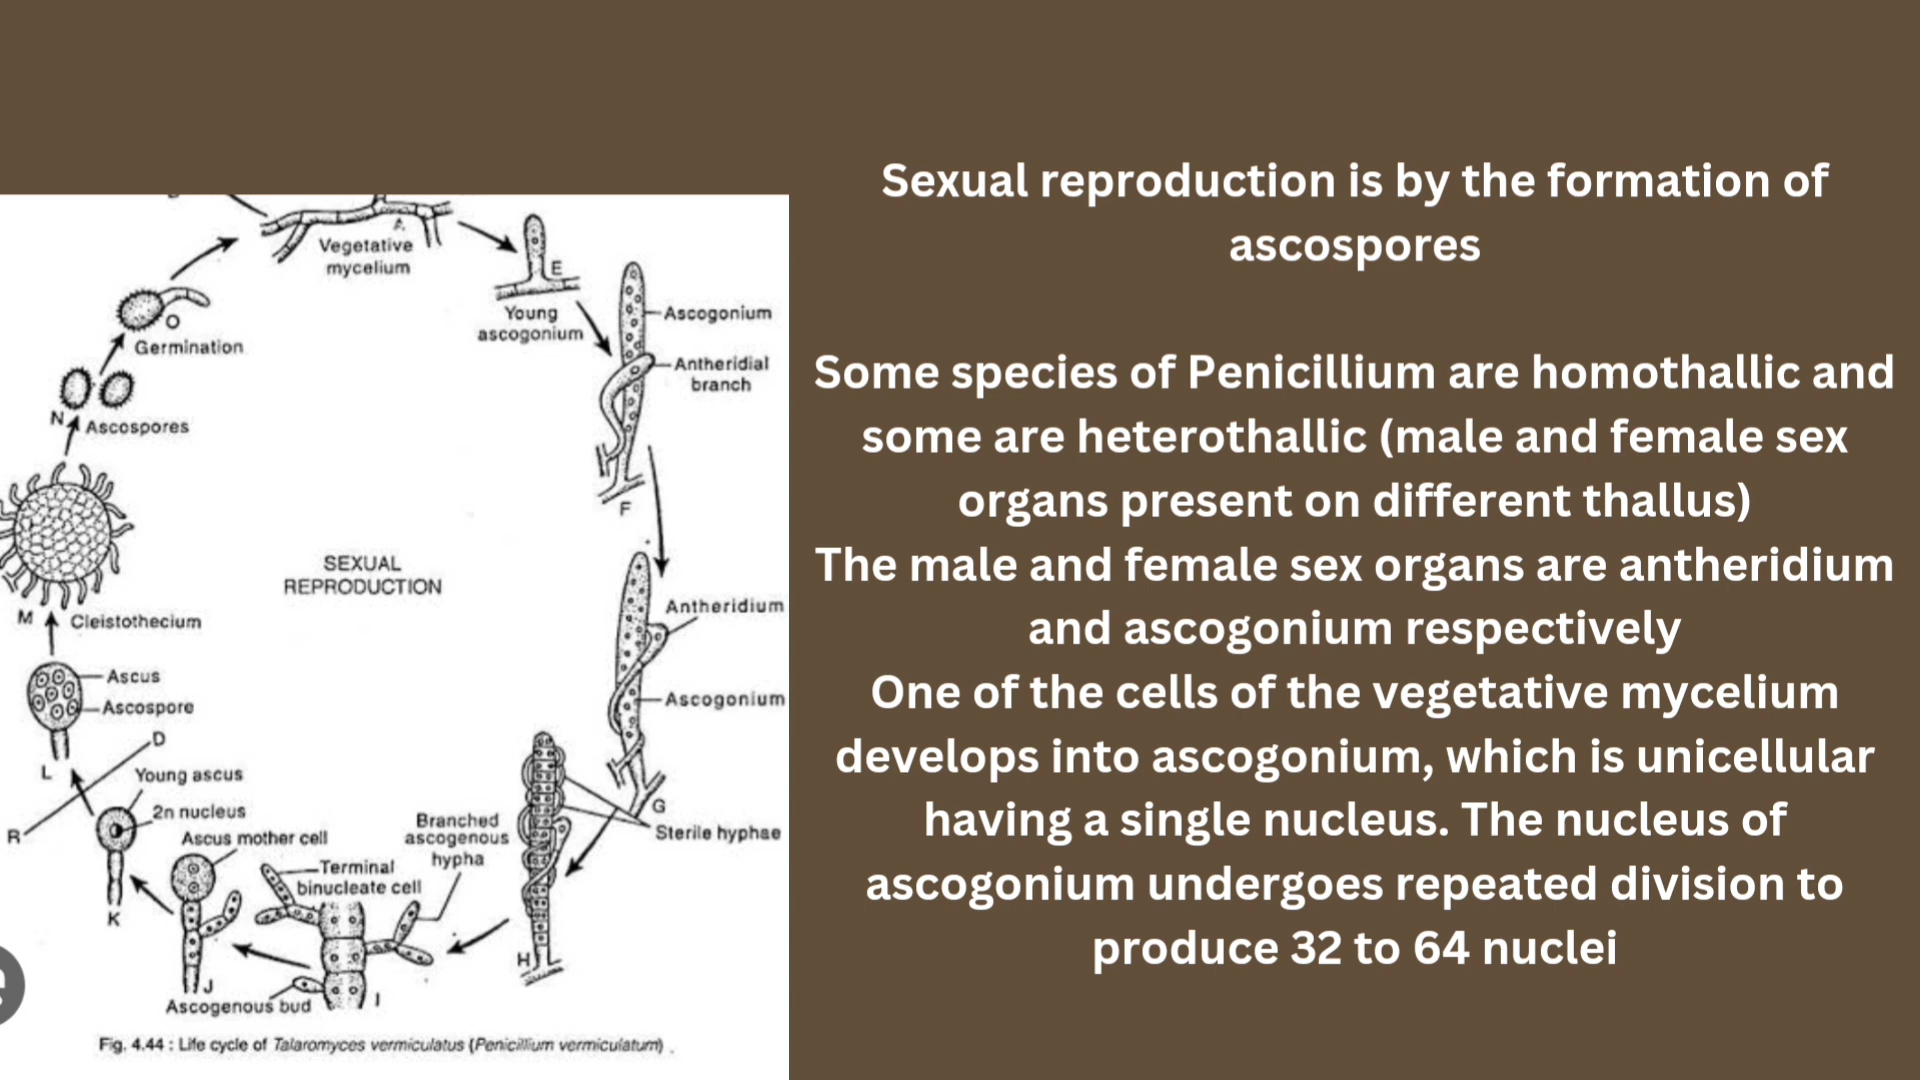 Sexual reproduction is by the formation of
ascospores
Some species of Penicillium are homothallic and
some are heterothallic (male and female sex
organs present on different thallus)
The male and female sex organs are antheridium
and ascogonium respectively
One of the cells of the vegetative mycelium
develops into ascogonium, which is unicellular
having a single nucleus. The nucleus of
ascogonium undergoes repeated division to
produce 32 to 64 nuclei
A
Vegetative
mycelium
E
Young
ascogonium
Ascogonium
Antheridial
branch
F
Antheridium
Ascogonium
G
Sterile hyphae
H
Branched
ascogenous
hypha
Terminal
binucleate cell
I
Ascogenous bud
J
Ascus mother cell
K
2n nucleus
Young ascus
D
R
L
Ascospore
Ascus
M
Cleistothecium
N
Ascospores
O
Germination
SEXUAL
REPRODUCTION
Fig. 4.44 : Life cycle of Talaromyces vermiculatus (Penicillium vermiculatum) .